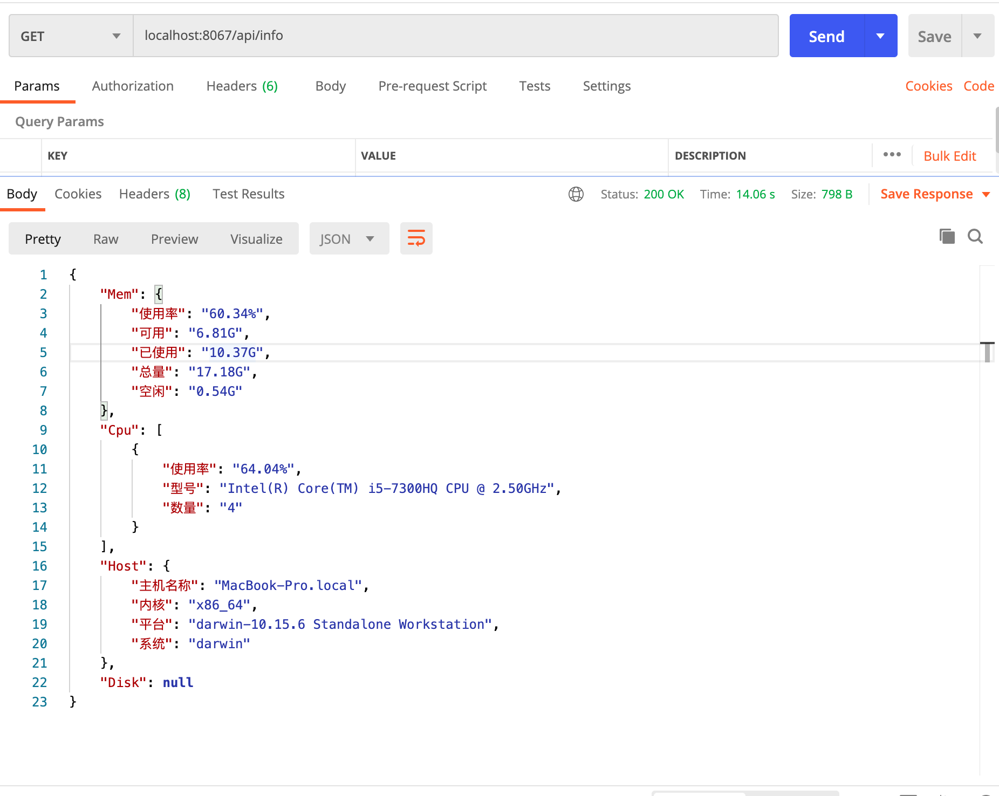 GET localhost:8067/api/info Send Save
Params Authorization Headers (6) Body Pre-request Script Tests Settings Cookies Code
Query Params
KEY VALUE DESCRIPTION ••• Bulk Edit
Body Cookies Headers (8) Test Results Status: 200 OK Time: 14.06 s Size: 798 B Save Response
Pretty Raw Preview Visualize JSON
1 {
2 "Mem": {
3 "使用率": "60.34%",
4 "可用": "6.81G",
5 "已使用": "10.37G",
6 "总量": "17.18G",
7 "空闲": "0.54G"
8 },
9 "Cpu": [
10 {
11 "使用率": "64.04%",
12 "型号": "Intel(R) Core(TM) i5-7300HQ CPU @ 2.50GHz",
13 "数量": "4"
14 }
15 ],
16 "Host": {
17 "主机名称": "MacBook-Pro.local",
18 "内核": "x86_64",
19 "平台": "darwin-10.15.6 Standalone Workstation",
20 "系统": "darwin"
21 },
22 "Disk": null
23 }